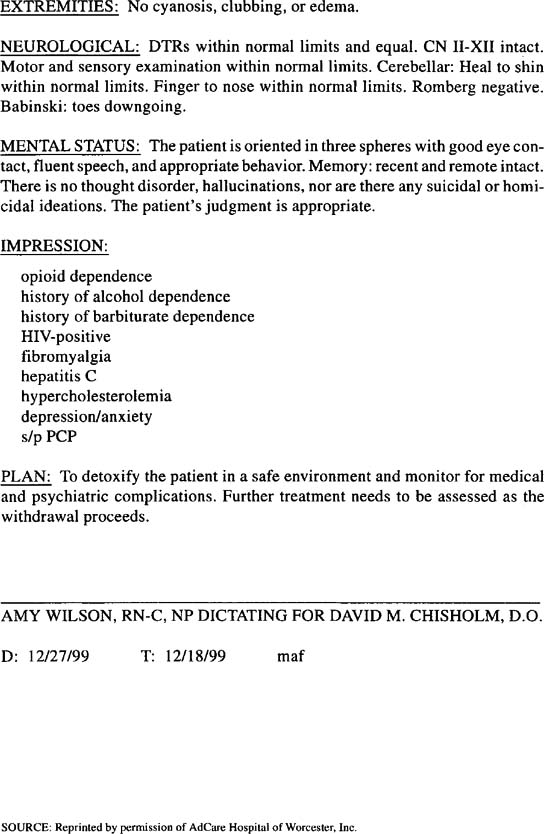 EXTREMITIES: No cyanosis, clubbing, or edema.
NEUROLOGICAL: DTRs within normal limits and equal. CN II-XII intact.
Motor and sensory examination within normal limits. Cerebellar: Heal to shin
within normal limits. Finger to nose within normal limits. Romberg negative.
Babinski: toes downgoing.
MENTAL STATUS: The patient is oriented in three spheres with good eye con-
tact, fluent speech, and appropriate behavior. Memory: recent and remote intact.
There is no thought disorder, hallucinations, nor are there any suicidal or homi-
cidal ideations. The patient's judgment is appropriate.
IMPRESSION:
opioid dependence
history of alcohol dependence
history of barbiturate dependence
HIV-positive
fibromyalgia
hepatitis C
hypercholesterolemia
depression/anxiety
s/p PCP
PLAN: To detoxify the patient in a safe environment and monitor for medical
and psychiatric complications. Further treatment needs to be assessed as the
withdrawal proceeds.
AMY WILSON, RN-C, NP DICTATING FOR DAVID M. CHISHOLM, D.O.
D: 12/27/99 T: 12/18/99 maf
SOURCE: Reprinted by permission of AdCare Hospital of Worcester, Inc.